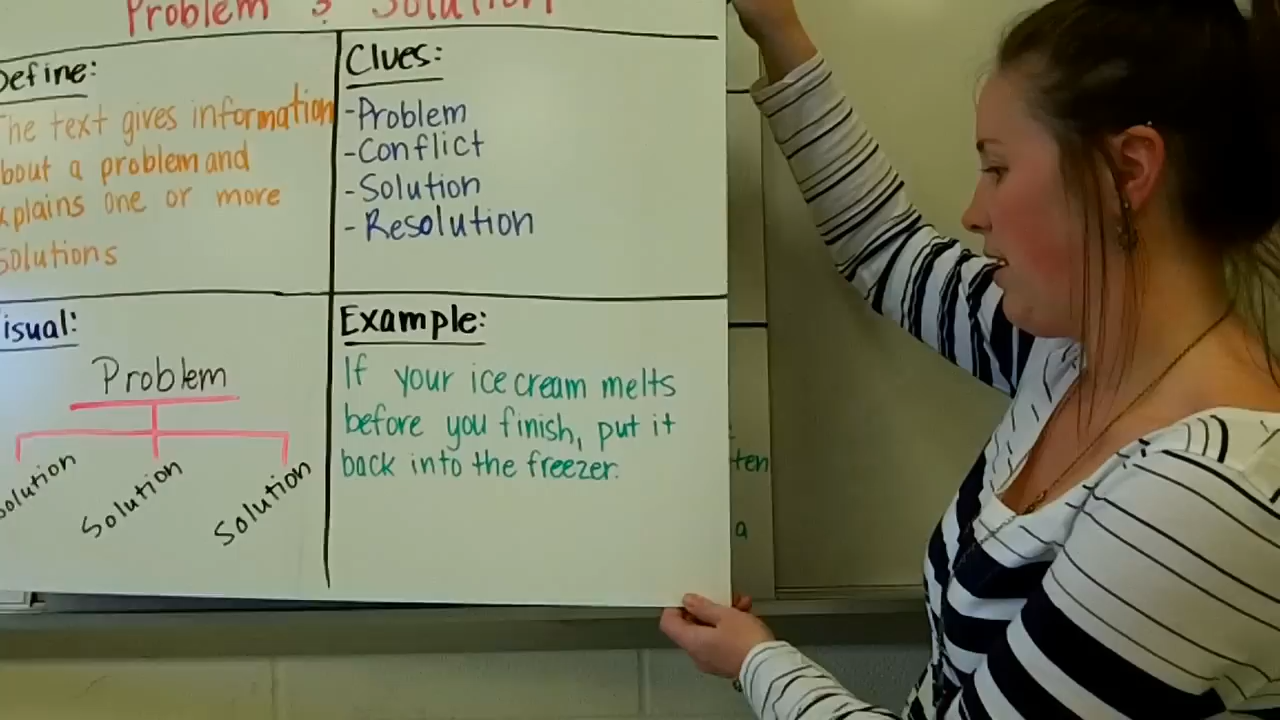 Problem & Solution
Define:
The text gives information
about a problem and
explains one or more
solutions
Clues:
-Problem
-Conflict
-Solution
-Resolution
Visual:
Problem
Solution
Solution
Solution
Example:
If your ice cream melts
before you finish, put it
back into the freezer.
ten
a